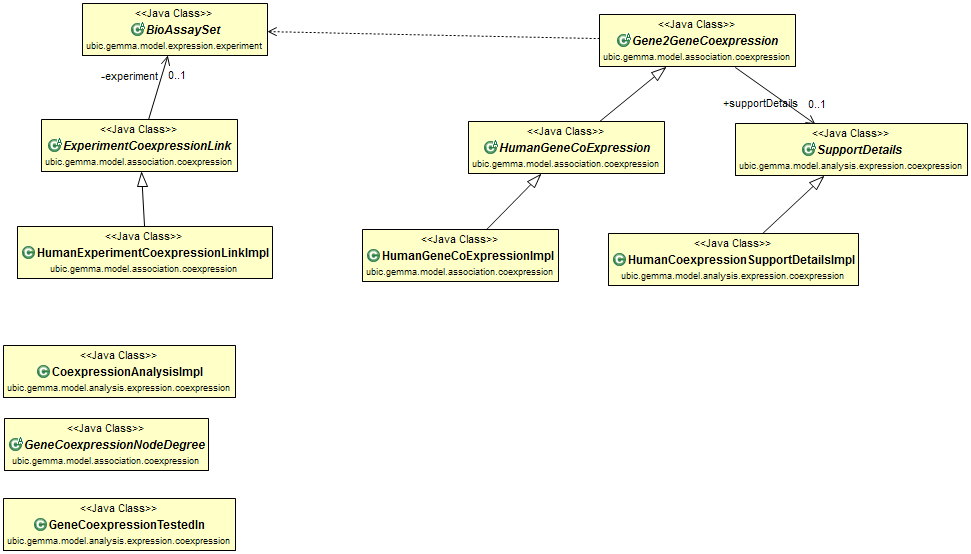 <<Java Class>>
BioAssaySet
ubic.gemma.model.expression.experiment
<<Java Class>>
Gene2GeneCoexpression
ubic.gemma.model.association.coexpression
-experiment
0..1
+supportDetails
0..1
<<Java Class>>
ExperimentCoexpressionLink
ubic.gemma.model.association.coexpression
<<Java Class>>
HumanGeneCoExpression
ubic.gemma.model.association.coexpression
<<Java Class>>
SupportDetails
ubic.gemma.model.analysis.expression.coexpression
<<Java Class>>
HumanExperimentCoexpressionLinkImpl
ubic.gemma.model.association.coexpression
<<Java Class>>
HumanGeneCoExpressionImpl
ubic.gemma.model.association.coexpression
<<Java Class>>
HumanCoexpressionSupportDetailsImpl
ubic.gemma.model.analysis.expression.coexpression
<<Java Class>>
CoexpressionAnalysisImpl
ubic.gemma.model.analysis.expression.coexpression
<<Java Class>>
GeneCoexpressionNodeDegree
ubic.gemma.model.association.coexpression
<<Java Class>>
GeneCoexpressionTestedIn
ubic.gemma.model.analysis.expression.coexpression